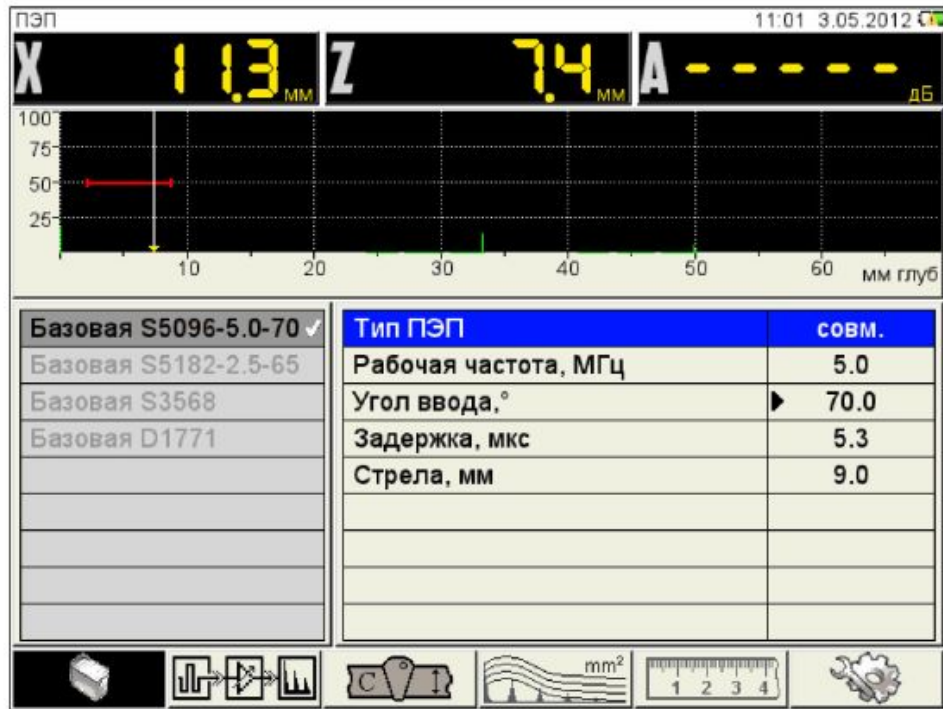 ПЭП 11:01 3.05.2012
X 11.3 мм Z 7.4 мм A - - - - - дБ
100
75
50
25
10 20 30 40 50 60 мм глуб
Базовая S5096-5.0-70
Базовая S5182-2.5-65
Базовая S3568
Базовая D1771
Тип ПЭП совм.
Рабочая частота, МГц 5.0
Угол ввода,° 70.0
Задержка, мкс 5.3
Стрела, мм 9.0
C mm² 1 2 3 4